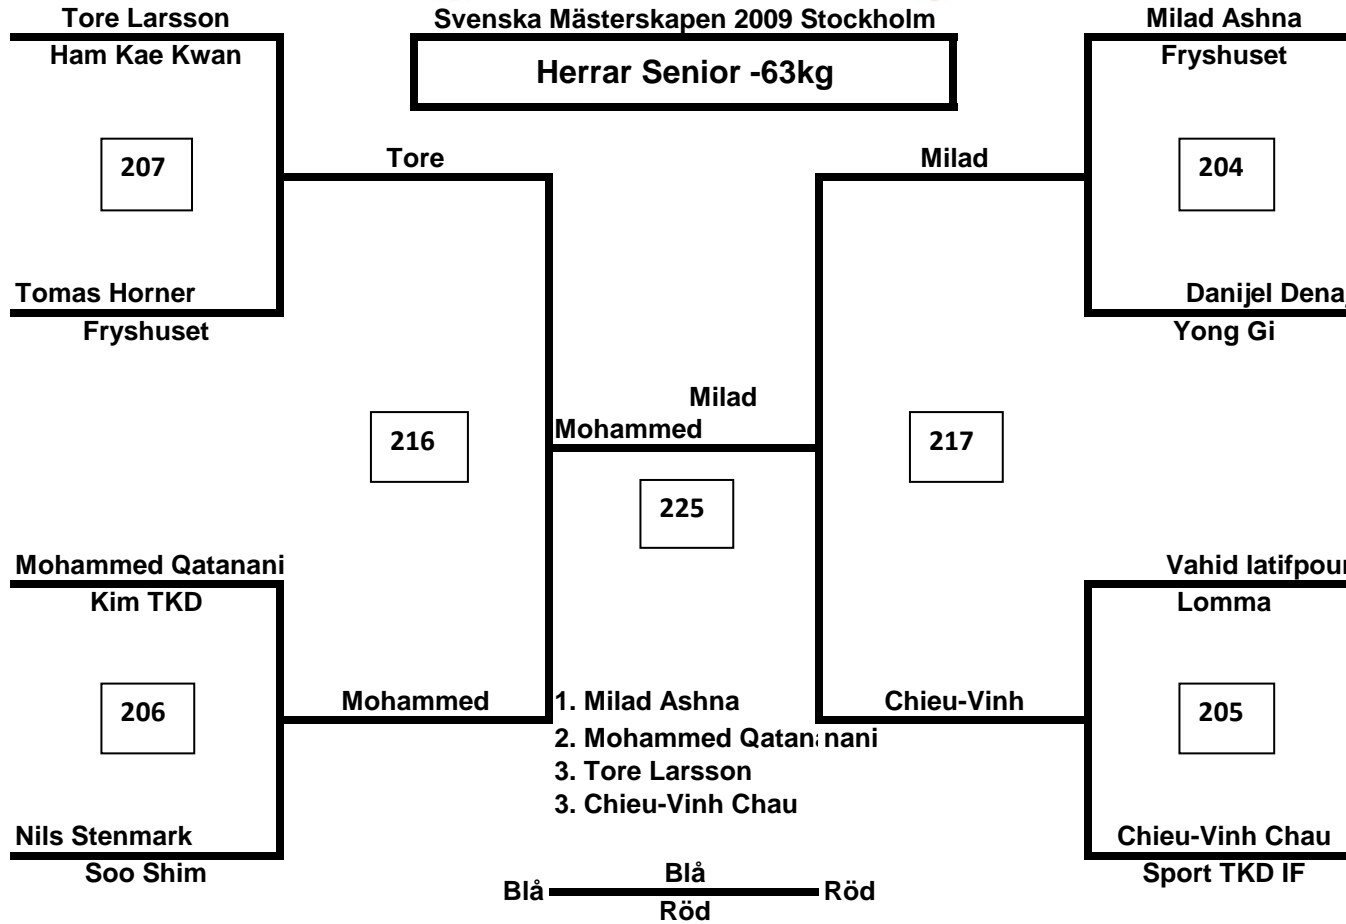 Tore Larsson
Svenska Mästerskapen 2009 Stockholm
Milad Ashna
Ham Kae Kwan
Herrar Senior -63kg
Fryshuset
207
Tore
Milad
204
Tomas Horner
Danijel Dena
Fryshuset
Yong Gi
Milad
216
Mohammed
217
225
Mohammed Qatanani
Vahid latifpour
Kim TKD
Lomma
206
Mohammed
1. Milad Ashna
Chieu-Vinh
205
2. Mohammed Qatananani
3. Tore Larsson
3. Chieu-Vinh Chau
Nils Stenmark
Chieu-Vinh Chau
Soo Shim
Sport TKD IF
Blå
Blå
Röd
Röd